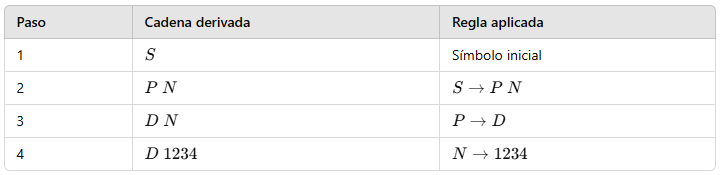 Paso Cadena derivada Regla aplicada
1 S Símbolo inicial
2 P N S → P N
3 D N P → D
4 D 1234 N → 1234